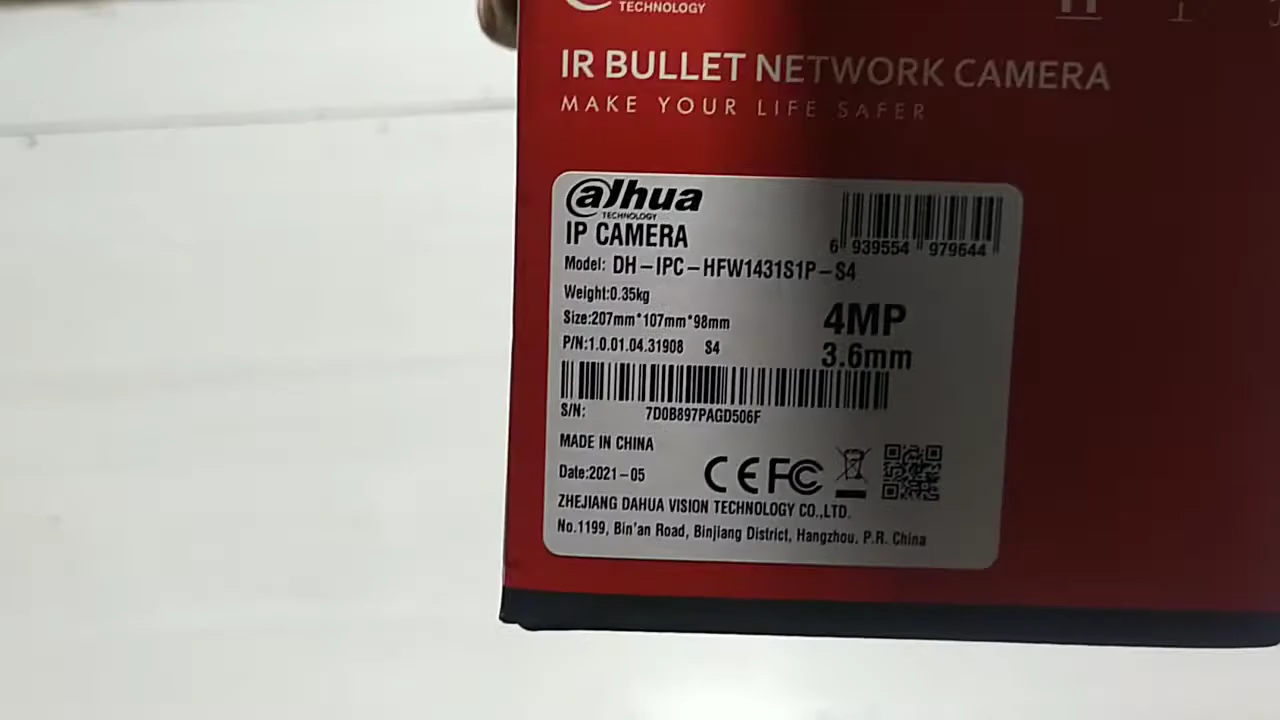 TECHNOLOGY
IR BULLET NETWORK CAMERA
MAKE YOUR LIFE SAFER
alhua
TECHNOLOGY
IP CAMERA
6 939554 979644
Model: DH-IPC-HFW1431S1P-S4
Weight:0.35kg
Size:207mm*107mm*98mm
4MP
P/N:1.0.01.04.31908 S4
3.6mm
S/N: 7D0B897PAGD506F
MADE IN CHINA
Date:2021-05
CE FC
ZHEJIANG DAHUA VISION TECHNOLOGY CO.,LTD.
No.1199, Bin'an Road, Binjiang District, Hangzhou, P.R. China